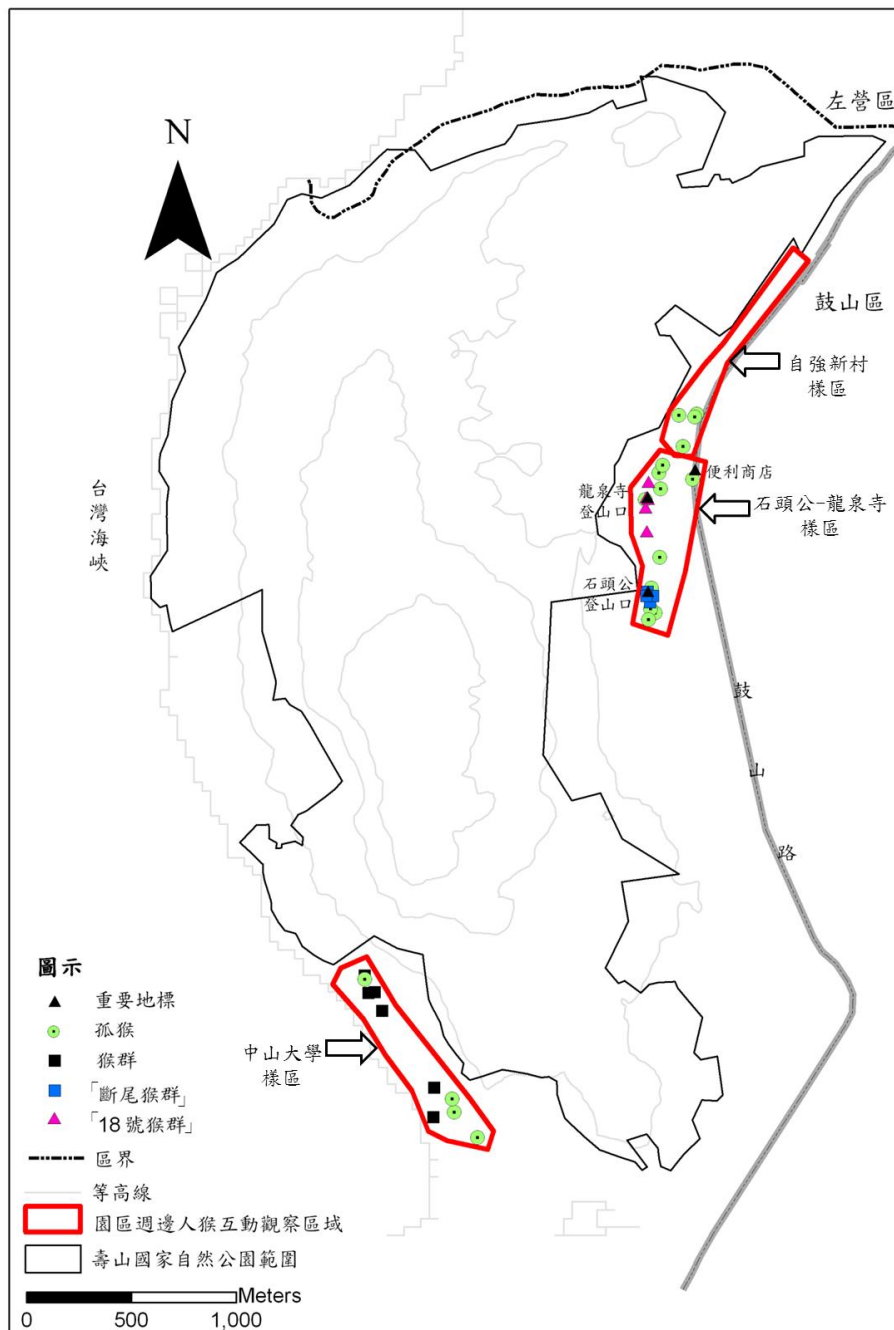 左營區
N
鼓山區
自強新村
樣區
便利商店
龍泉寺
登山口
石頭公-龍泉寺
樣區
台灣海峽
石頭公
登山口
鼓山路
中山大學
樣區
圖示
重要地標
孤猴
猴群
「斷尾猴群」
「18號猴群」
區界
等高線
園區週邊人猴互動觀察區域
壽山國家自然公園範圍
Meters
0 500 1,000